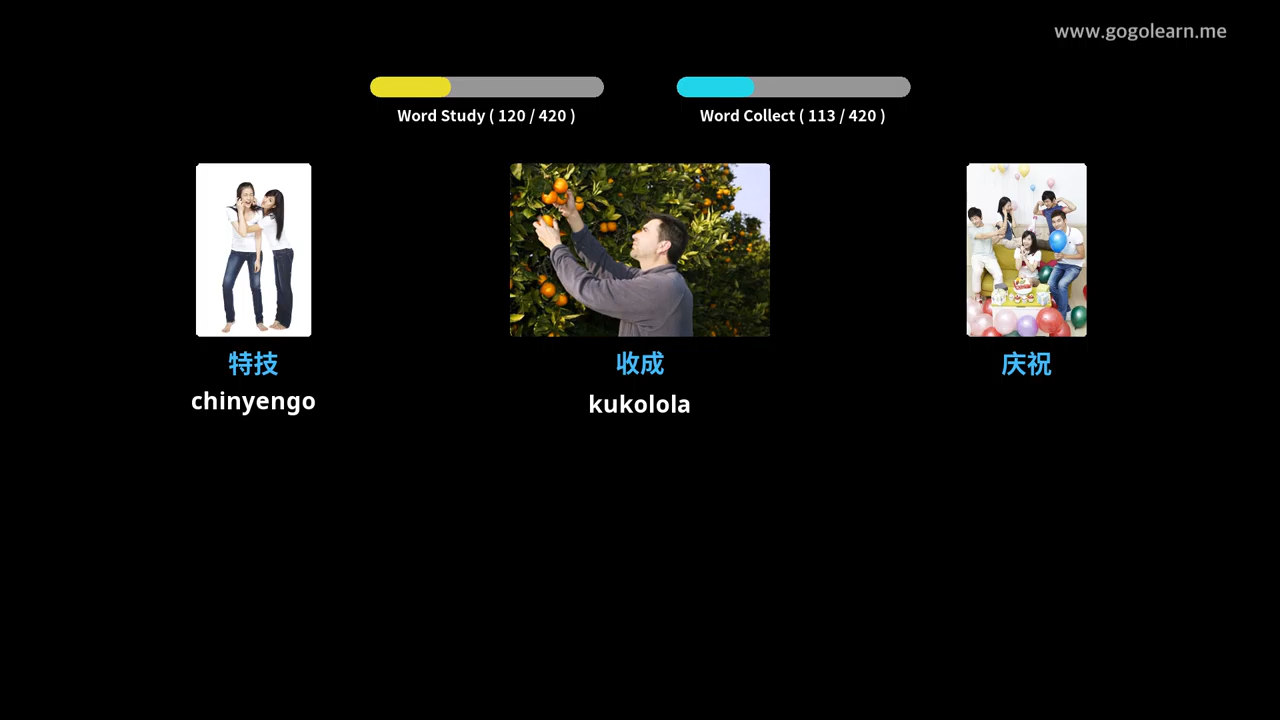 www.gogolearn.me
Word Study ( 120 / 420 )
Word Collect ( 113 / 420 )
特技
chinyengo
收成
kukolola
庆祝